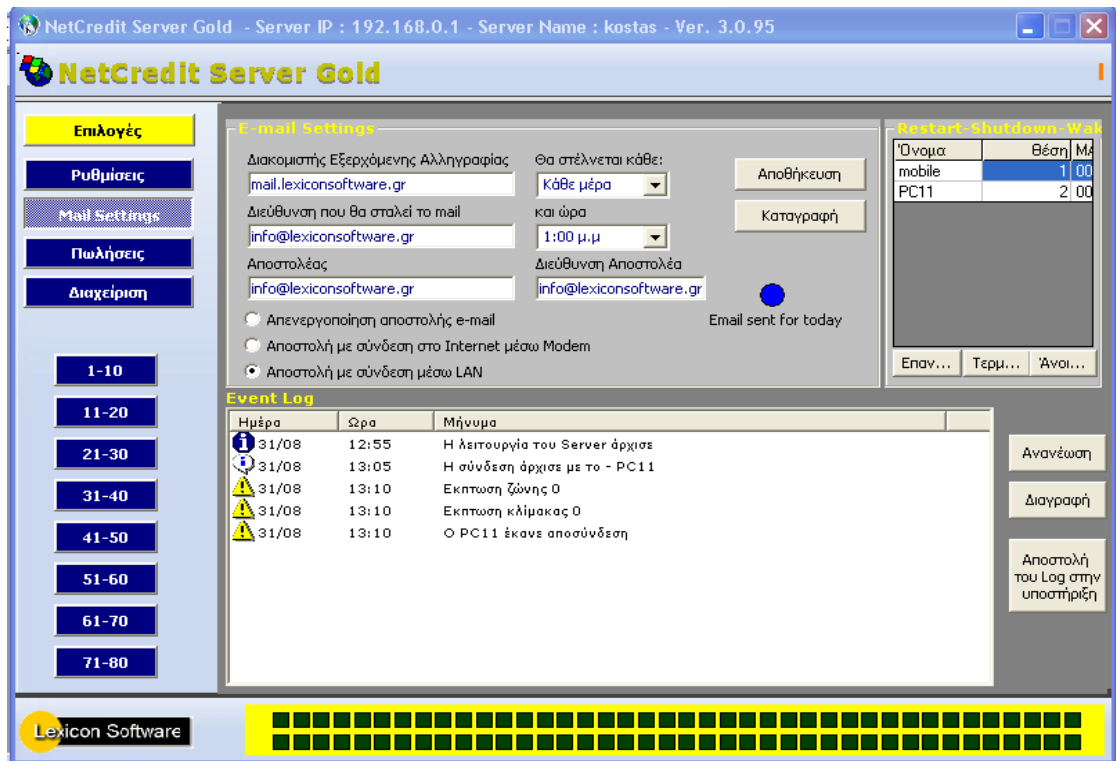 NetCredit Server Gold - Server IP : 192.168.0.1 - Server Name : kostas - Ver. 3.0.95
NetCredit Server Gold
Επιλογές
Ρυθμίσεις
Mail Settings
Πωλήσεις
Διαχείριση
1-10
11-20
21-30
31-40
41-50
51-60
61-70
71-80
E-mail Settings
Διακομιστής Εξερχόμενης Αλληγραφίας
mail.lexiconsoftware.gr
Διεύθυνση που θα σταλεί το mail
info@lexiconsoftware.gr
Αποστολέας
info@lexiconsoftware.gr
Θα στέλνεται κάθε:
Κάθε μέρα
και ώρα
1:00 μ.μ
Διεύθυνση Αποστολέα
info@lexiconsoftware.gr
Απενεργοποίηση αποστολής e-mail
Αποστολή με σύνδεση στο Internet μέσω Modem
Αποστολή με σύνδεση μέσω LAN
Αποθήκευση
Καταγραφή
Email sent for today
Restart-Shutdown-Wak
Όνομα Θέση MA
mobile 1 00
PC11 2 00
Επαν... Τερμ... Άνοι...
Event Log
Ημέρα Ωρα Μήνυμα
31/08 12:55 Η λειτουργία του Server άρχισε
31/08 13:05 Η σύνδεση άρχισε με το - PC11
31/08 13:10 Εκπτωση ζώνης 0
31/08 13:10 Εκπτωση κλίμακας 0
31/08 13:10 Ο PC11 έκανε αποσύνδεση
Ανανέωση
Διαγραφή
Αποστολή
του Log στην
υποστήριξη
Lexicon Software